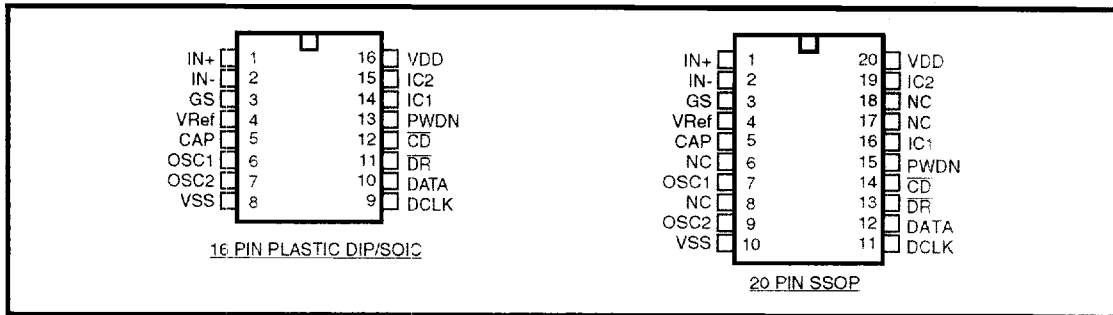 IN+ 1 16 VDD
IN- 2 15 IC2
GS 3 14 IC1
VRef 4 13 PWDN
CAP 5 12 CD
OSC1 6 11 DR
OSC2 7 10 DATA
VSS 8 9 DCLK
16 PIN PLASTIC DIP/SOIC
IN+ 1 20 VDD
IN- 2 19 IC2
GS 3 18 NC
VRef 4 17 NC
CAP 5 16 IC1
NC 6 15 PWDN
OSC1 7 14 CD
NC 8 13 DR
OSC2 9 12 DATA
VSS 10 11 DCLK
20 PIN SSOP